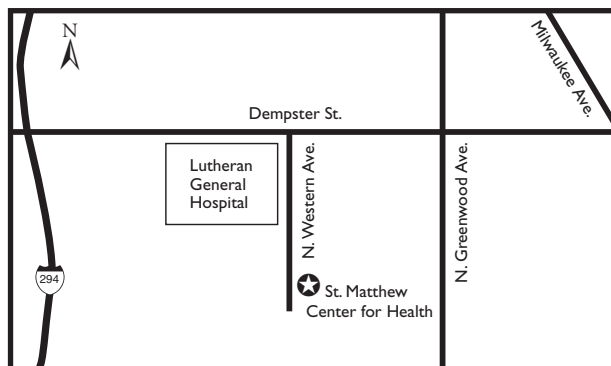 N
Milwaukee Ave.
Dempster St.
Lutheran
General
Hospital
N. Western Ave.
N. Greenwood Ave.
294
St. Matthew
Center for Health